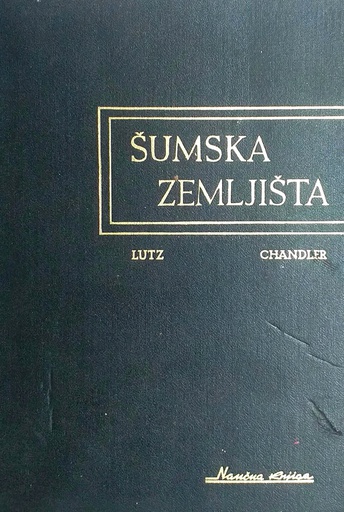 ŠUMSKA
ZEMLJIŠTA
LUTZ CHANDLER
Naučna knjiga